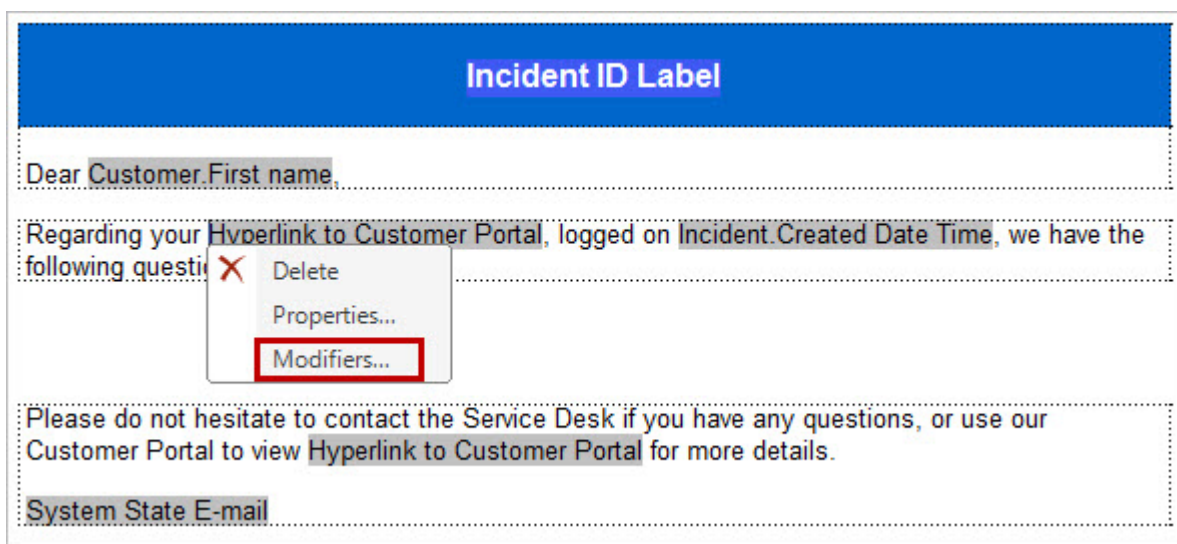 Incident ID Label
Dear Customer.First name,
Regarding your Hyperlink to Customer Portal, logged on Incident.Created Date Time, we have the
following questi
Delete
Properties...
Modifiers...
Please do not hesitate to contact the Service Desk if you have any questions, or use our
Customer Portal to view Hyperlink to Customer Portal for more details.
System State E-mail